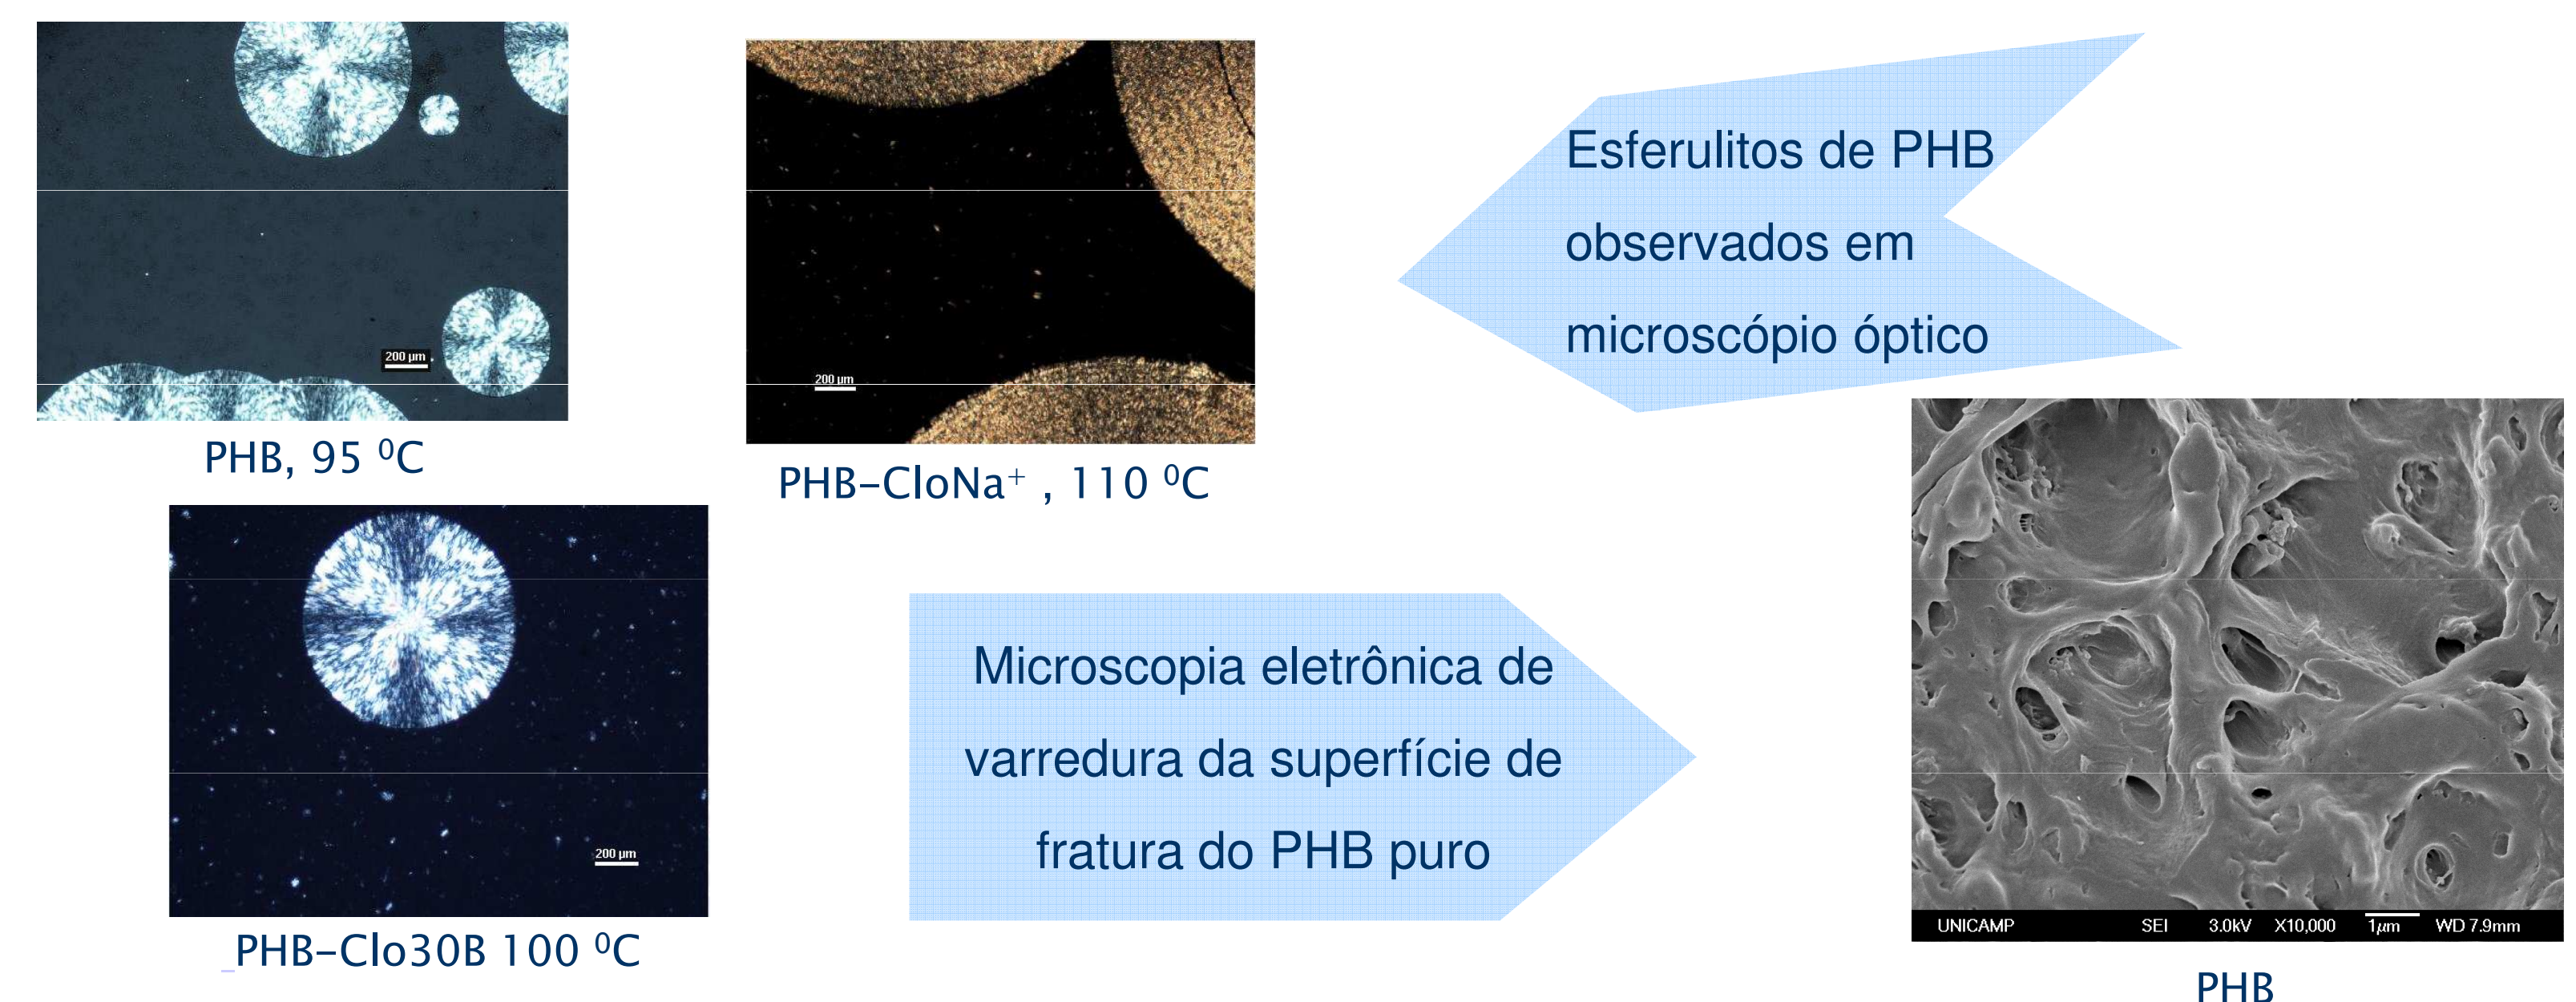 200 µm
PHB, 95 ⁰C
200 µm
PHB–CloNa⁺ , 110 ⁰C
Esferulitos de PHB
observados em
microscópio óptico
200 µm
_PHB–Clo30B 100 ⁰C
Microscopia eletrônica de
varredura da superfície de
fratura do PHB puro
UNICAMP SEI 3.0kV X10,000 1µm WD 7.9mm
PHB